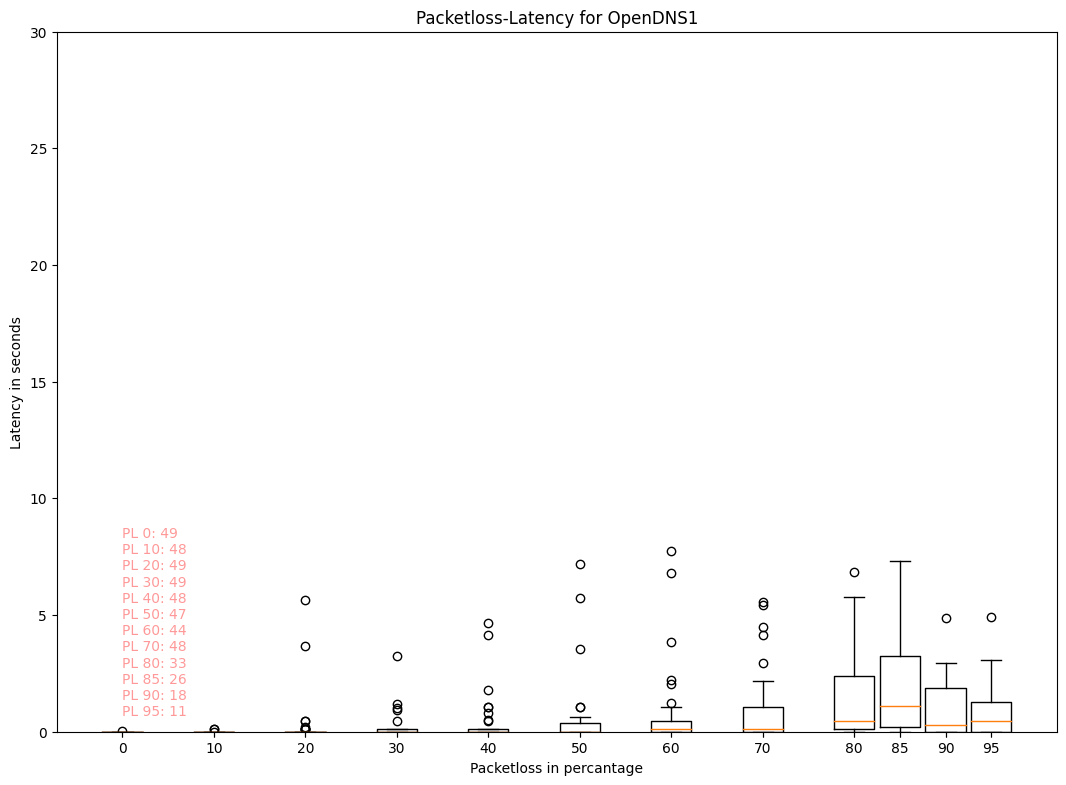 Packetloss-Latency for OpenDNS1
30
25
20
15
10
5
0
Latency in seconds
PL 0: 49
PL 10: 48
PL 20: 49
PL 30: 49
PL 40: 48
PL 50: 47
PL 60: 44
PL 70: 48
PL 80: 33
PL 85: 26
PL 90: 18
PL 95: 11
0 10 20 30 40 50 60 70 80 85 90 95
Packetloss in percantage